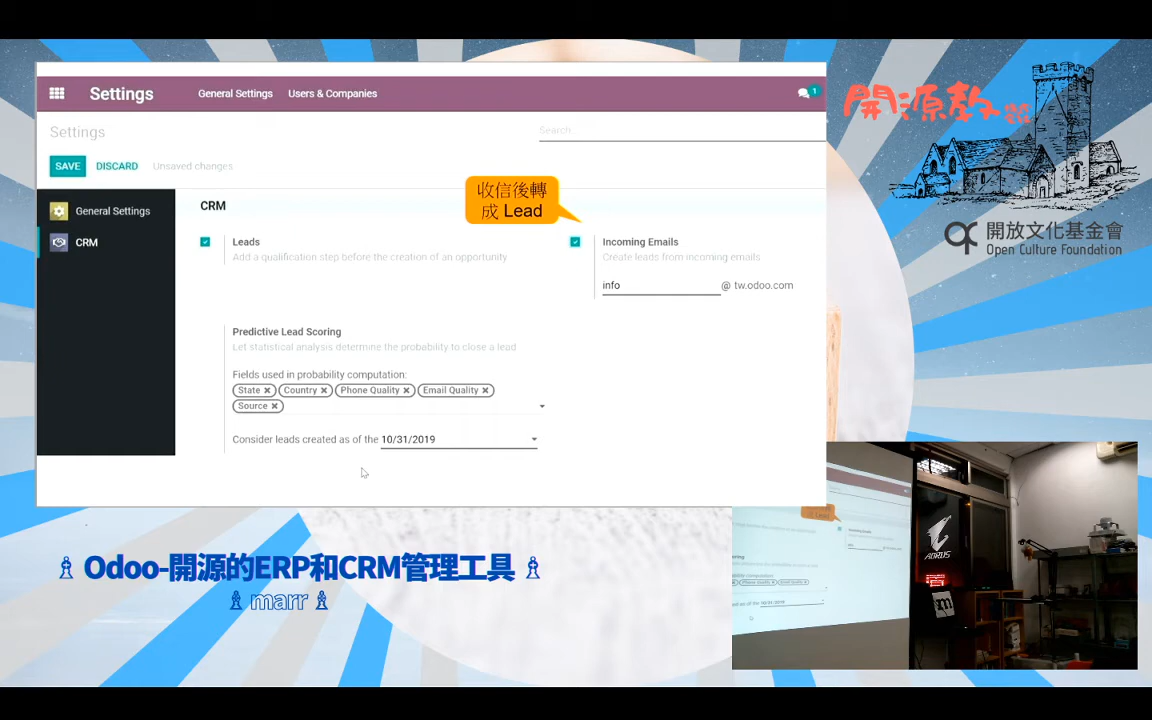 Settings
General Settings
Users & Companies
1
Settings
Search...
SAVE
DISCARD
Unsaved changes
General Settings
CRM
CRM
收信後轉
成 Lead
Leads
Add a qualification step before the creation of an opportunity
Incoming Emails
Create leads from incoming emails
info
@ tw.odoo.com
Predictive Lead Scoring
Let statistical analysis determine the probability to close a lead
Fields used in probability computation:
State ×
Country ×
Phone Quality ×
Email Quality ×
Source ×
Consider leads created as of the 10/31/2019
開源教
開放文化基金會
Open Culture Foundation
Odoo-開源的ERP和CRM管理工具
marr
AORUS